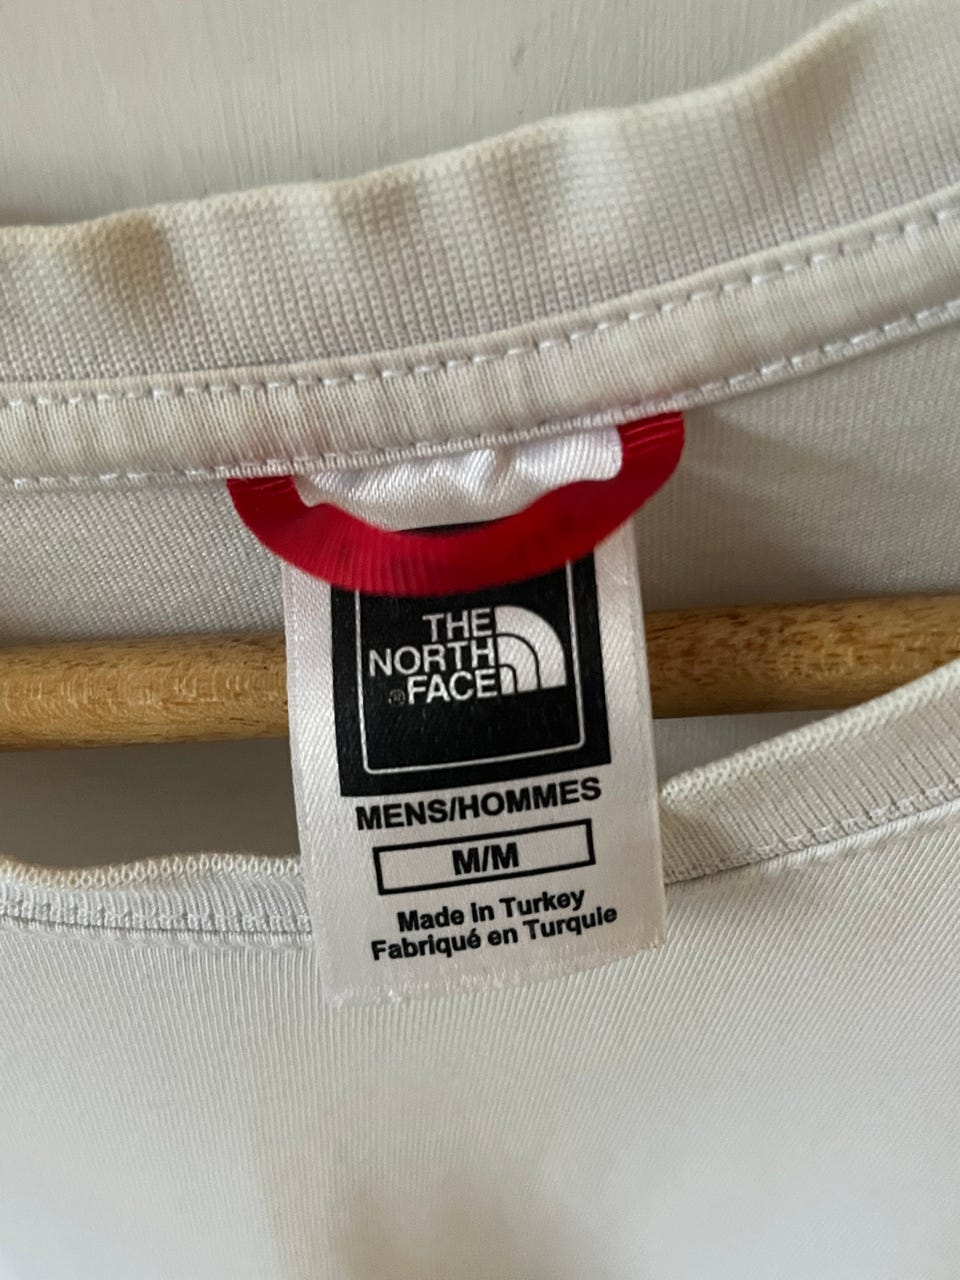 THE
NORTH
FACE®
MENS/HOMMES
M/M
Made in Turkey
Fabriqué en Turquie